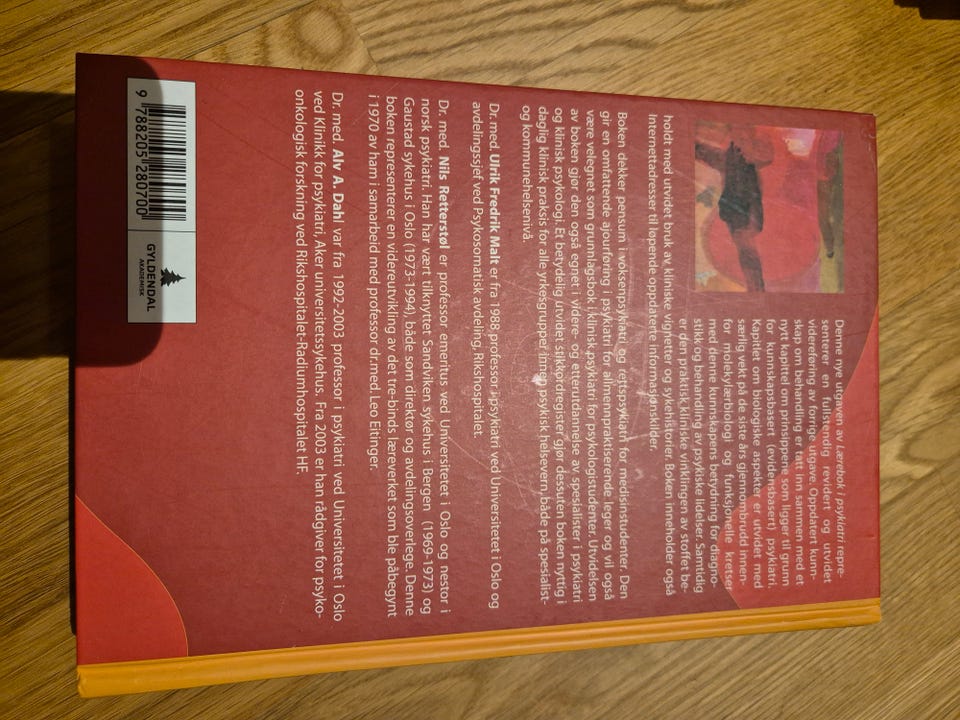 Denne nye utgaven av Lærebok i psykiatri repre-
senterer en fullstendig revidert og utvidet
videreføring av forrige utgave. Oppdatert kunn-
skap om behandling er tatt inn sammen med et
nytt kapittel om prinsippene som ligger til grunn
for kunnskapsbasert (evidensbasert) psykiatri.
Kapitlet om biologiske aspekter er utvidet med
særlig vekt på de siste års gjennombrudd innen-
for molekylærbiologi og funksjonelle kretser
med denne kunnskapens betydning for diagno-
stikk og behandling av psykiske lidelser. Samtidig
er den praktisk kliniske vinklingen av stoffet be-
holdt med utvidet bruk av kliniske vignetter og sykehistorier. Boken inneholder også
Internettadresser til løpende oppdaterte informasjonskilder.
Boken dekker pensum i voksenpsykiatri og rettspsykiatri for medisinstudenter. Den
gir en omfattende ajourføring i psykiatri for allmennpraktiserende leger og vil også
være velegnet som grunnlagsbok i klinisk psykiatri for psykologistudenter. Utvidelsen
av boken gjør den også egnet i videre- og etterutdannelse av spesialister i psykiatri
og klinisk psykologi. Et betydelig utvidet stikkordregister gjør dessuten boken nyttig i
daglig klinisk praksis for alle yrkesgrupper innen psykisk helsevern, både på spesialist-
og kommunehelsenivå.
Dr. med. Ulrik Fredrik Malt er fra 1988 professor i psykiatri ved Universitetet i Oslo og
avdelingssjef ved Psykosomatisk avdeling, Rikshospitalet.
Dr. med. Nils Retterstøl er professor emeritus ved Universitetet i Oslo og nestor i
norsk psykiatri. Han har vært tilknyttet Sandviken sykehus i Bergen (1969-1973) og
Gaustad sykehus i Oslo (1973-1994), både som direktør og avdelingsoverlege. Denne
boken representerer en videreutvikling av det tre-binds læreverket som ble påbegynt
i 1970 av ham i samarbeid med professor dr.med. Leo Eitinger.
Dr. med. Alv A. Dahl var fra 1992-2003 professor i psykiatri ved Universitetet i Oslo
ved Klinikk for psykiatri, Aker universitetssykehus. Fra 2003 er han rådgiver for psyko-
onkologisk forskning ved Rikshospitalet-Radiumhospitalet HF.
9 788205 280700
GYLDENDAL
AKADEMISK